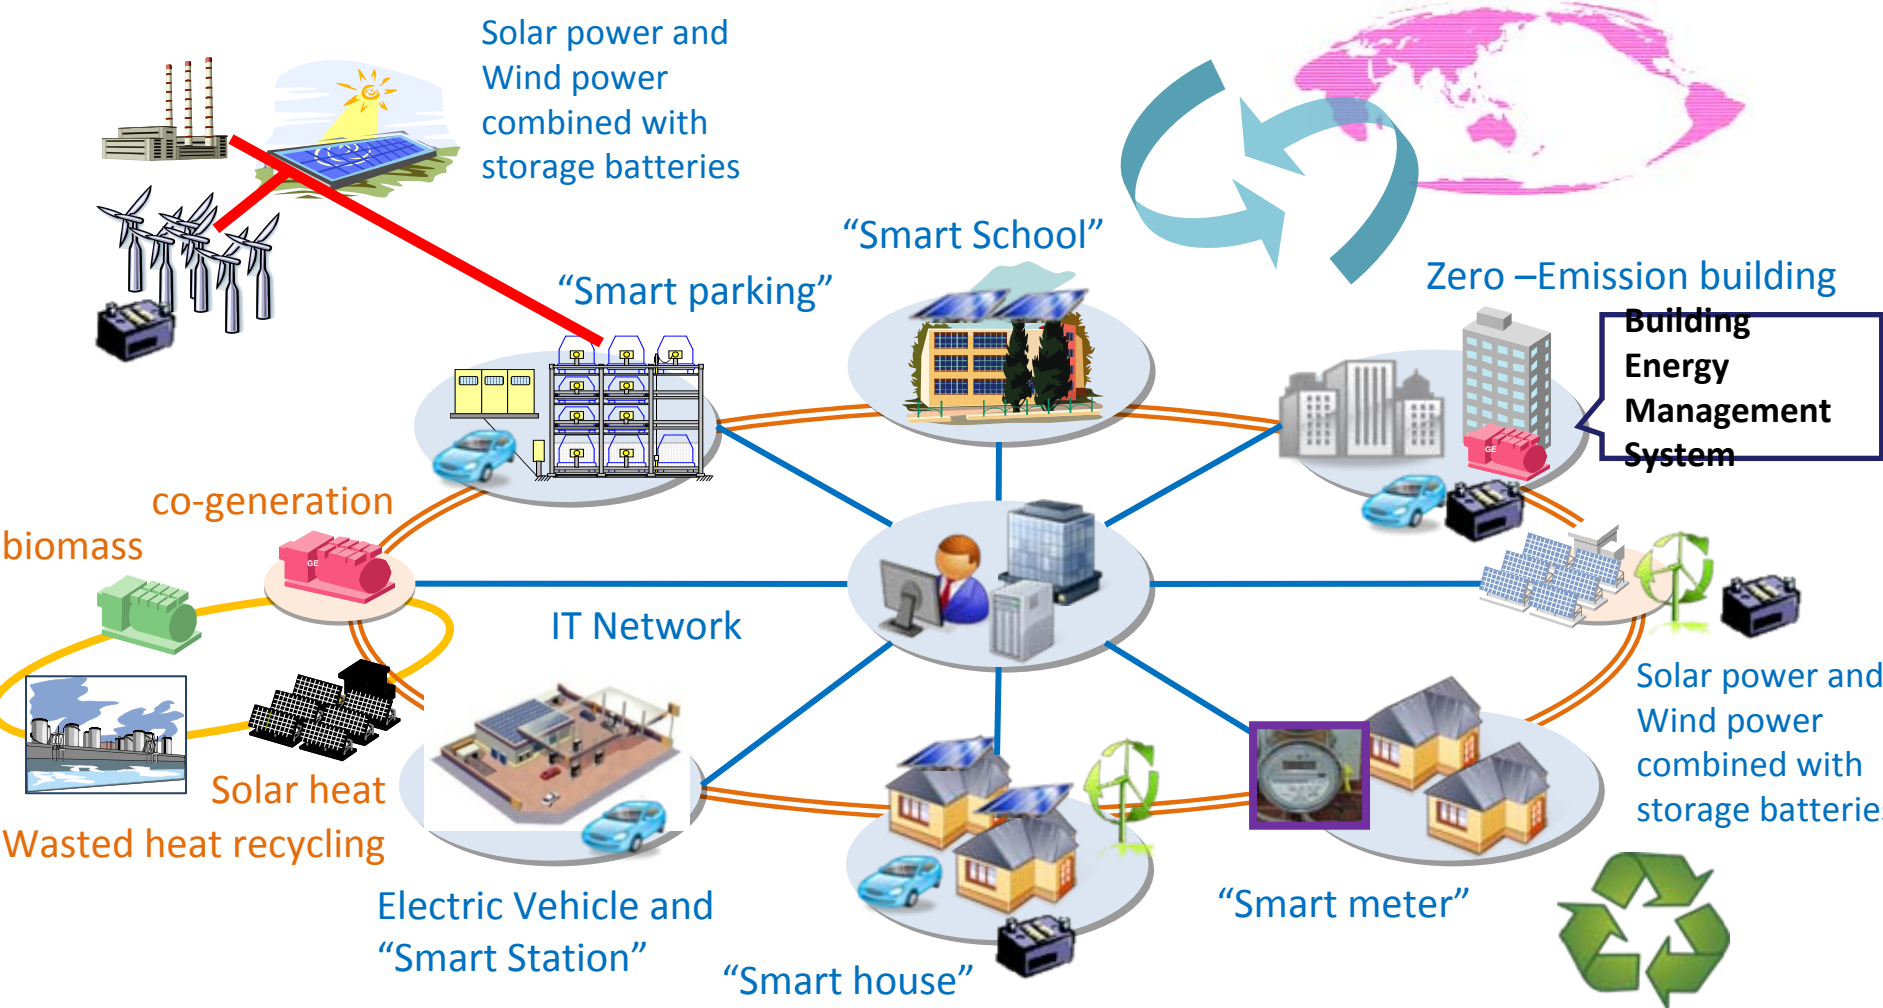 Solar power and
Wind power
combined with
storage batteries
“Smart School”
“Smart parking”
Zero –Emission building
Building
Energy
Management
System
GE
co-generation
biomass
GE
IT Network
Solar power and
Wind power
combined with
storage batterie
Solar heat
Wasted heat recycling
Electric Vehicle and
“Smart Station”
“Smart meter”
“Smart house”